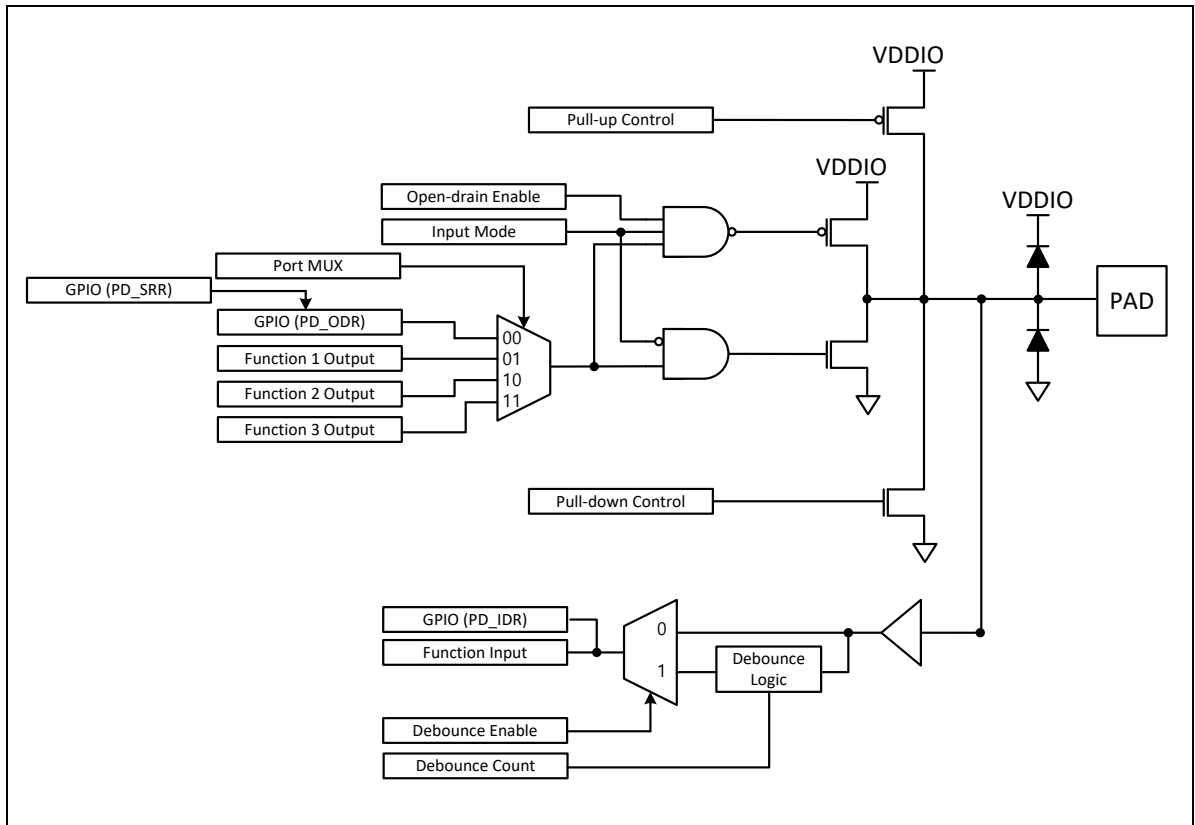 VDDIO
Pull-up Control
VDDIO
Open-drain Enable
VDDIO
Input Mode
Port MUX
GPIO (PD_SRR)
PAD
GPIO (PD_ODR)
00
Function 1 Output
01
Function 2 Output
10
11
Function 3 Output
Pull-down Control
GPIO (PD_IDR)
0
Function Input
Debounce
Logic
1
Debounce Enable
Debounce Count